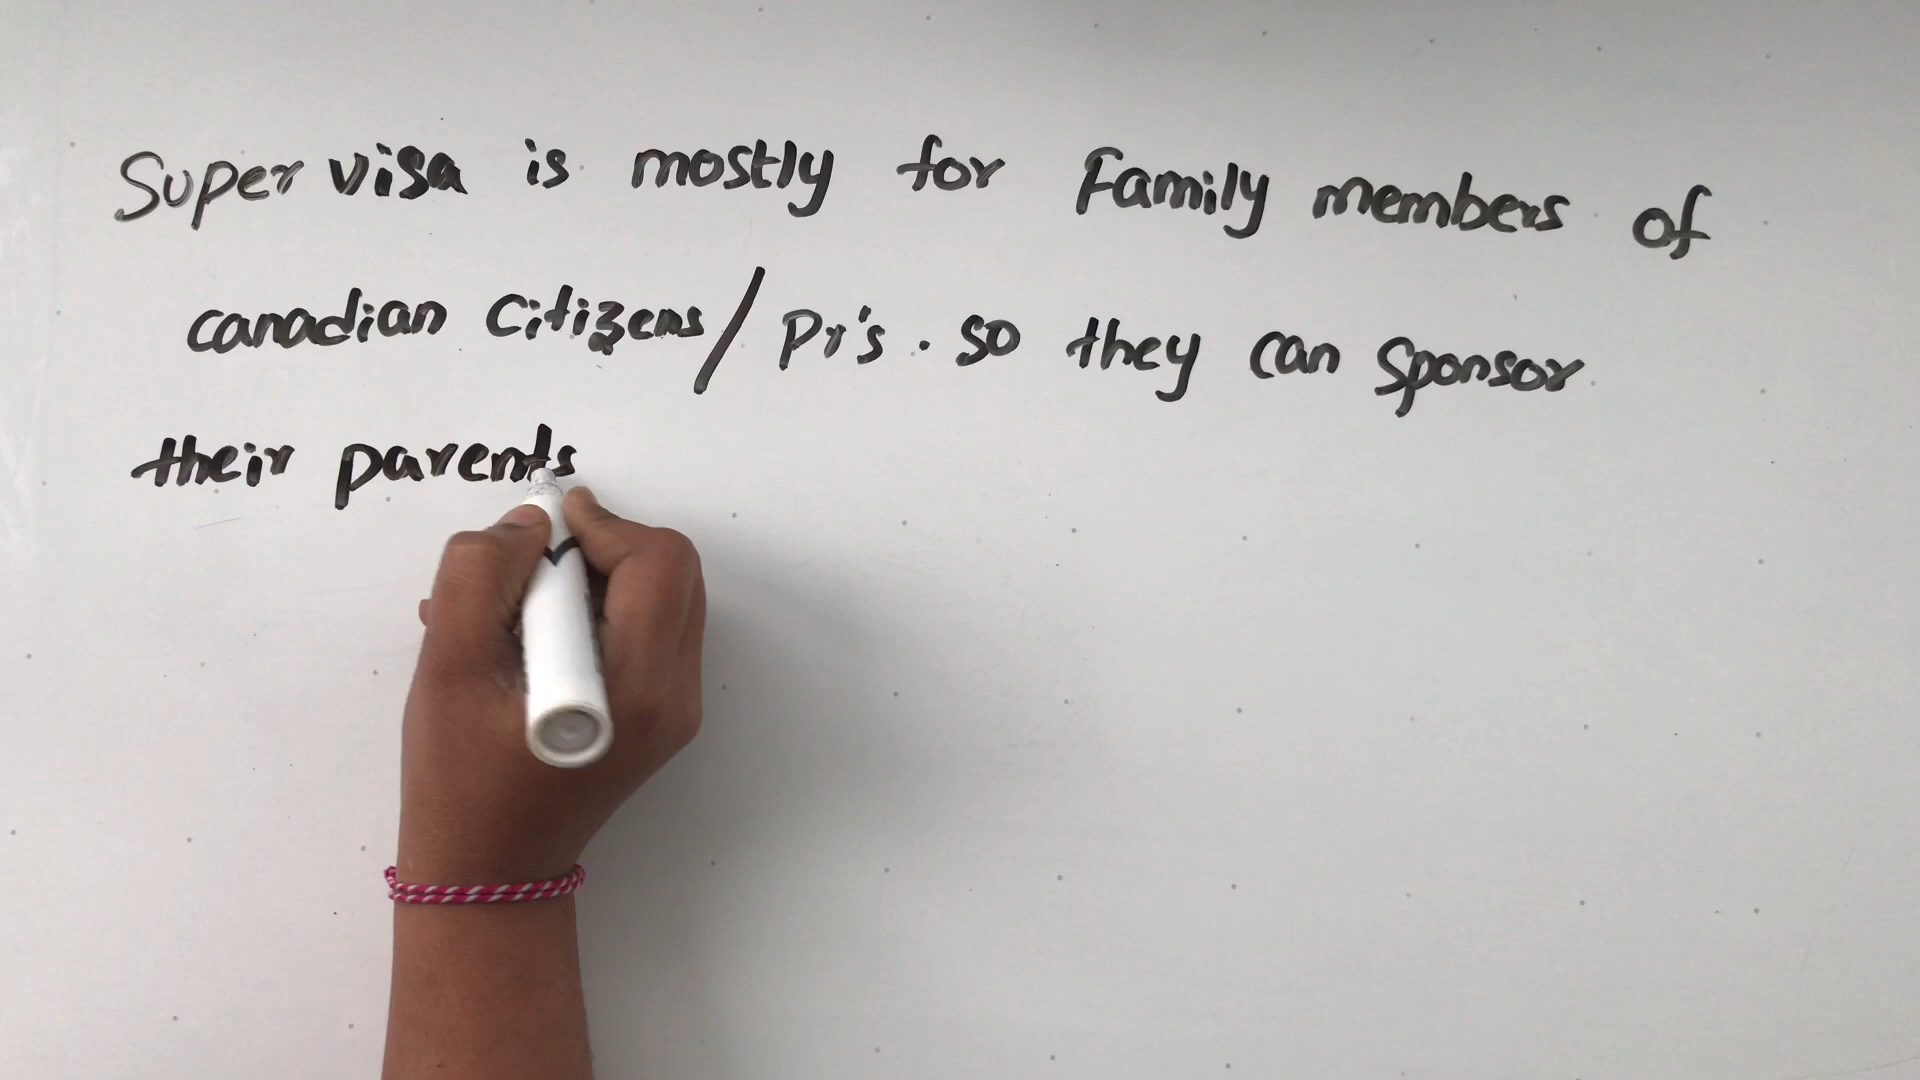 Super visa is mostly for Family members of
canadian Citizens/ Pr's. so they can Sponsor
their parents